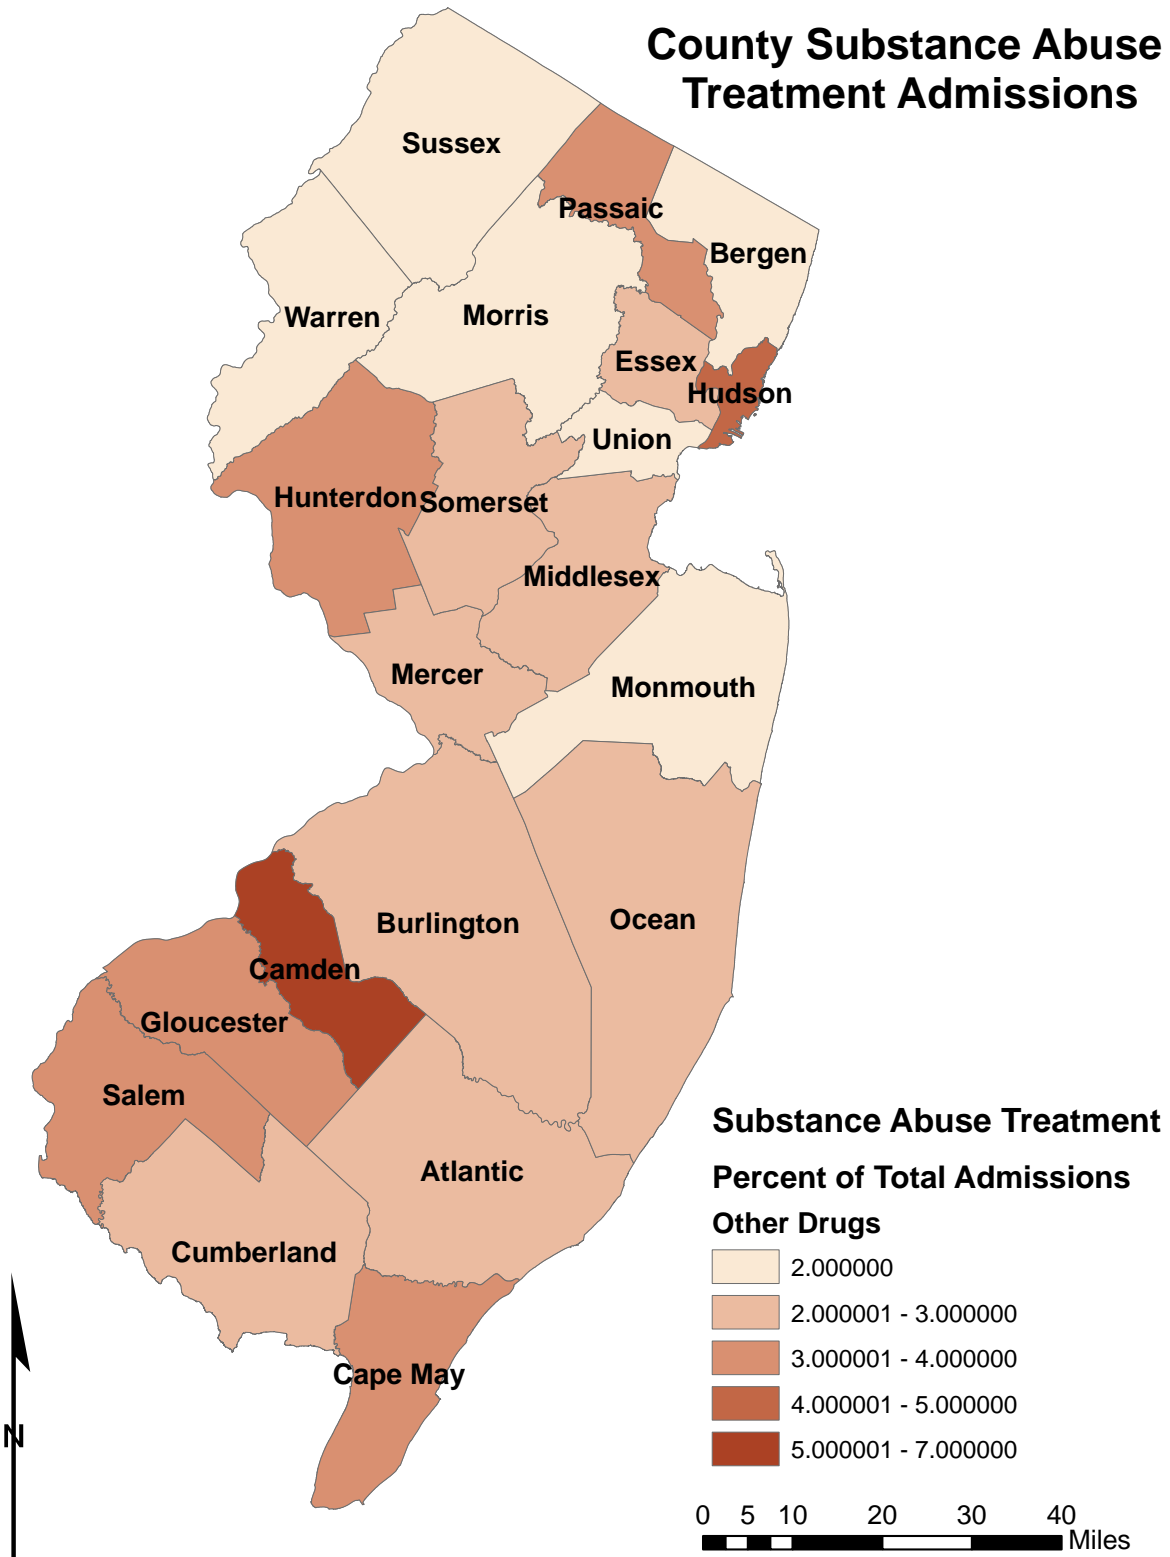 County Substance Abuse
Treatment Admissions
Sussex
Passaic
Bergen
Warren
Morris
Essex
Hudson
Union
Hunterdon
Somerset
Middlesex
Mercer
Monmouth
Burlington
Ocean
Camden
Gloucester
Salem
Atlantic
Cumberland
Cape May
Substance Abuse Treatment
Percent of Total Admissions
Other Drugs
2.000000
2.000001 - 3.000000
3.000001 - 4.000000
4.000001 - 5.000000
5.000001 - 7.000000
N
0 5 10 20 30 40
Miles